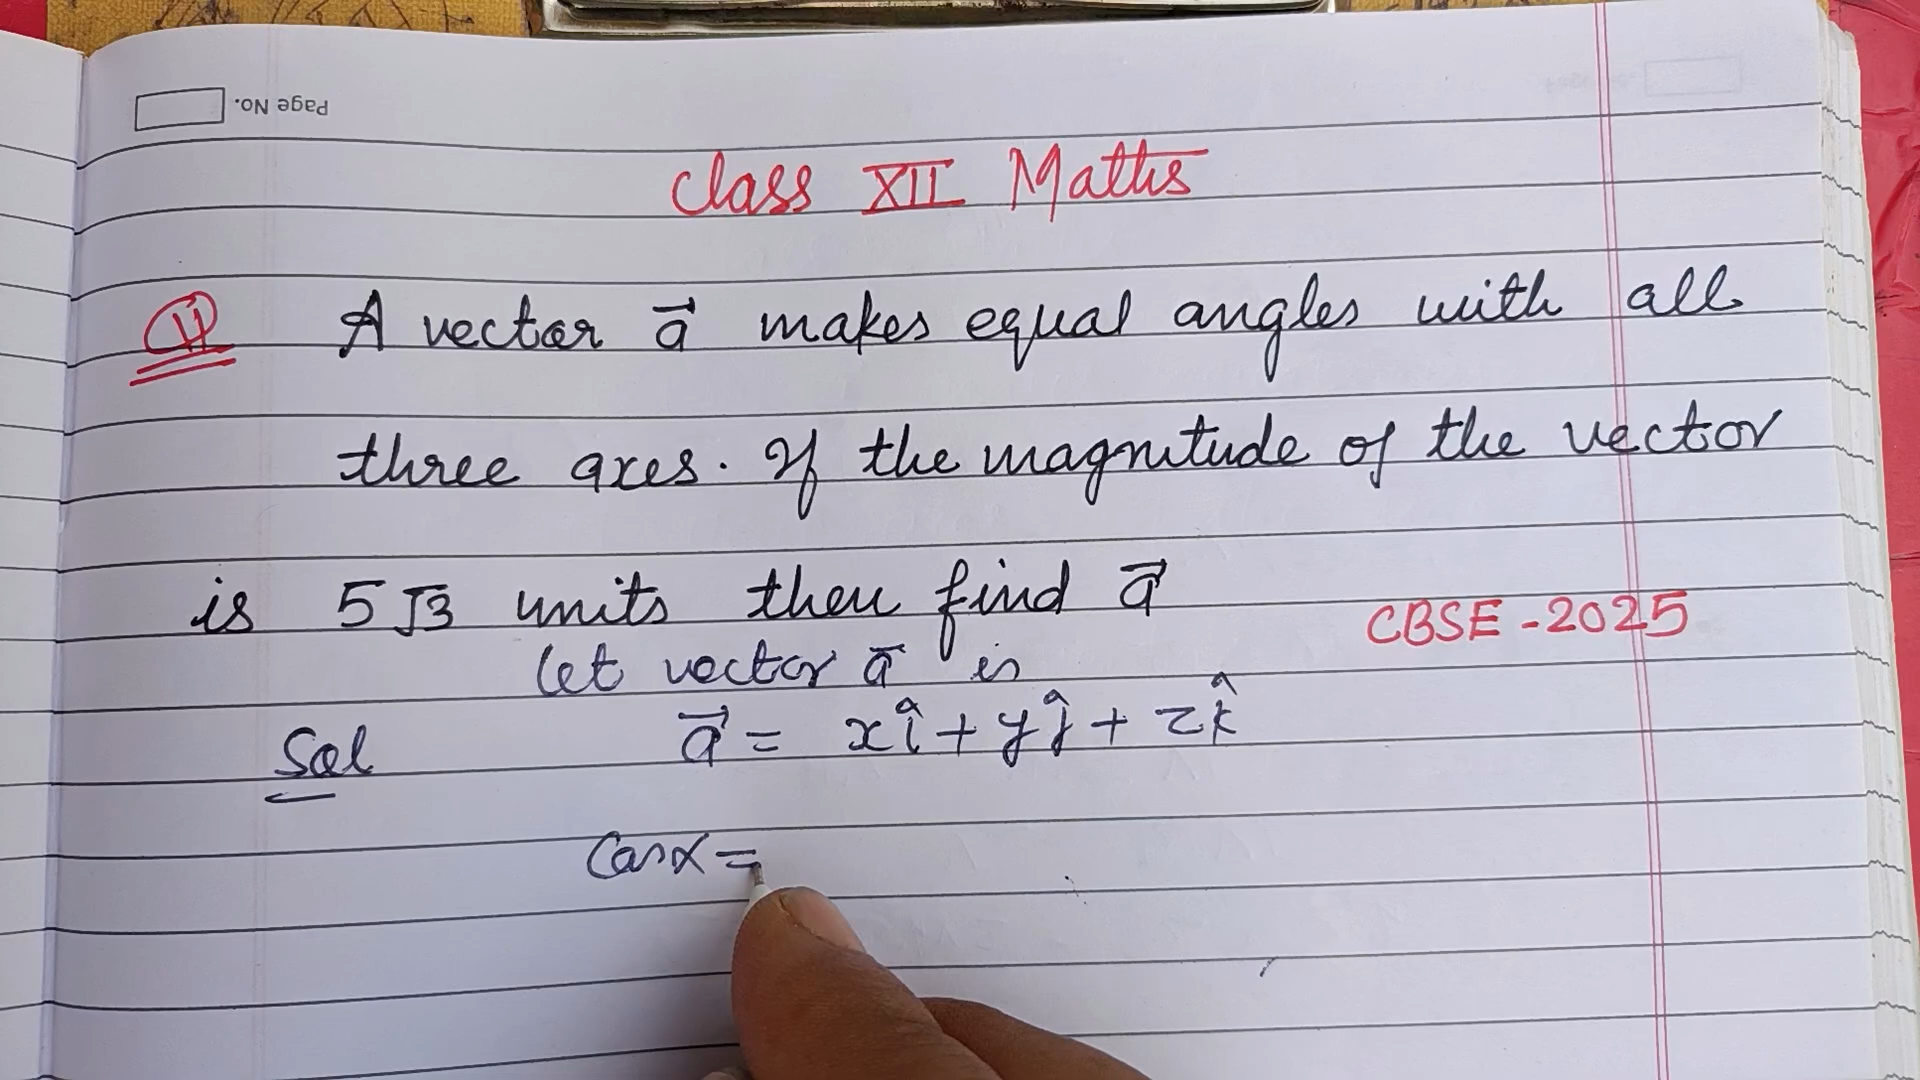 Page No.
Class XII Maths
Q A vector a⃗ makes equal angles with all
three axes. If the magnitude of the vector
is 5√3 units then find a⃗
CBSE - 2025
let vector a⃗ is
Sol a⃗ = xî + yĵ + zk̂
Cosα =